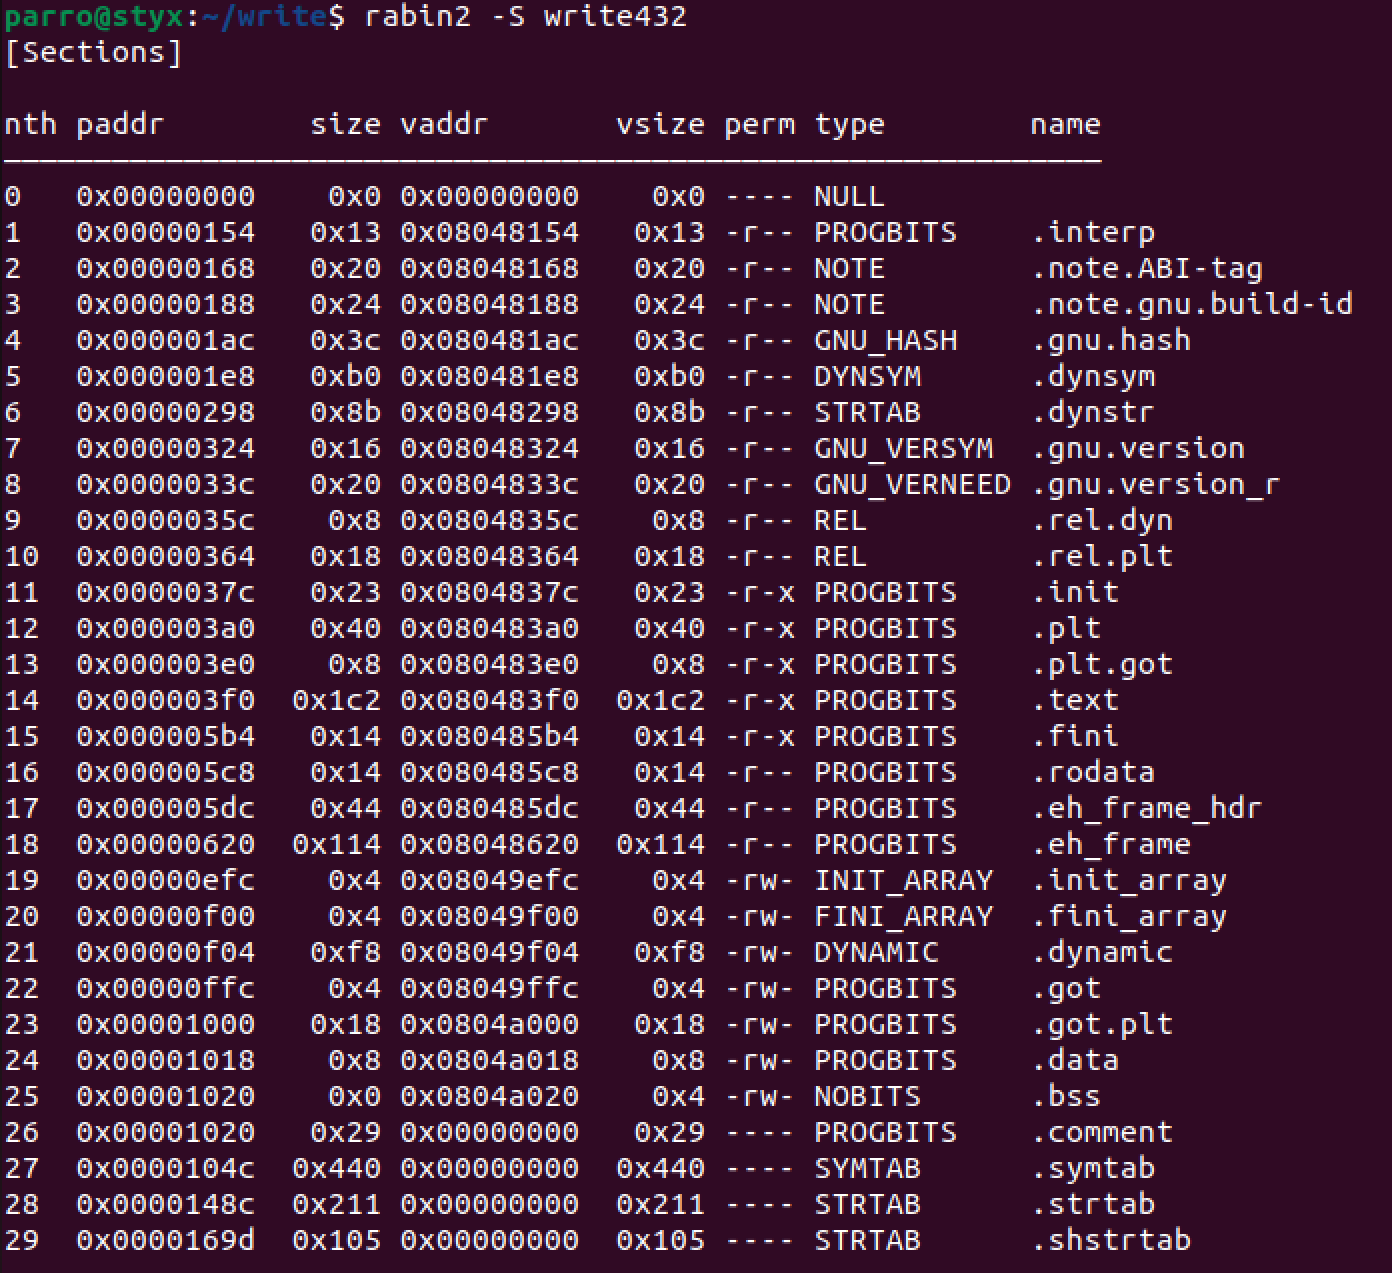 parro@styx:~/write$ rabin2 -S write432
[Sections]
nth paddr size vaddr vsize perm type name
0 0x00000000 0x0 0x00000000 0x0 ---- NULL
1 0x00000154 0x13 0x08048154 0x13 -r-- PROGBITS .interp
2 0x00000168 0x20 0x08048168 0x20 -r-- NOTE .note.ABI-tag
3 0x00000188 0x24 0x08048188 0x24 -r-- NOTE .note.gnu.build-id
4 0x000001ac 0x3c 0x080481ac 0x3c -r-- GNU_HASH .gnu.hash
5 0x000001e8 0xb0 0x080481e8 0xb0 -r-- DYNSYM .dynsym
6 0x00000298 0x8b 0x08048298 0x8b -r-- STRTAB .dynstr
7 0x00000324 0x16 0x08048324 0x16 -r-- GNU_VERSYM .gnu.version
8 0x0000033c 0x20 0x0804833c 0x20 -r-- GNU_VERNEED .gnu.version_r
9 0x0000035c 0x8 0x0804835c 0x8 -r-- REL .rel.dyn
10 0x00000364 0x18 0x08048364 0x18 -r-- REL .rel.plt
11 0x0000037c 0x23 0x0804837c 0x23 -r-x PROGBITS .init
12 0x000003a0 0x40 0x080483a0 0x40 -r-x PROGBITS .plt
13 0x000003e0 0x8 0x080483e0 0x8 -r-x PROGBITS .plt.got
14 0x000003f0 0x1c2 0x080483f0 0x1c2 -r-x PROGBITS .text
15 0x000005b4 0x14 0x080485b4 0x14 -r-x PROGBITS .fini
16 0x000005c8 0x14 0x080485c8 0x14 -r-- PROGBITS .rodata
17 0x000005dc 0x44 0x080485dc 0x44 -r-- PROGBITS .eh_frame_hdr
18 0x00000620 0x114 0x08048620 0x114 -r-- PROGBITS .eh_frame
19 0x00000efc 0x4 0x08049efc 0x4 -rw- INIT_ARRAY .init_array
20 0x00000f00 0x4 0x08049f00 0x4 -rw- FINI_ARRAY .fini_array
21 0x00000f04 0xf8 0x08049f04 0xf8 -rw- DYNAMIC .dynamic
22 0x00000ffc 0x4 0x08049ffc 0x4 -rw- PROGBITS .got
23 0x00001000 0x18 0x0804a000 0x18 -rw- PROGBITS .got.plt
24 0x00001018 0x8 0x0804a018 0x8 -rw- PROGBITS .data
25 0x00001020 0x0 0x0804a020 0x4 -rw- NOBITS .bss
26 0x00001020 0x29 0x00000000 0x29 ---- PROGBITS .comment
27 0x0000104c 0x440 0x00000000 0x440 ---- SYMTAB .symtab
28 0x0000148c 0x211 0x00000000 0x211 ---- STRTAB .strtab
29 0x0000169d 0x105 0x00000000 0x105 ---- STRTAB .shstrtab